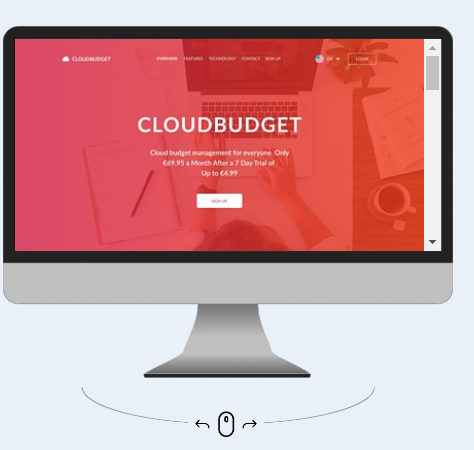 CLOUDBUDGET
OVERVIEW FEATURES TECHNOLOGY CONTACT SIGN UP
EN
LOGIN
CLOUDBUDGET
Cloud budget management for everyone. Only
€69.95 a Month After a 7 Day Trial of
Up to €4.99
SIGN UP